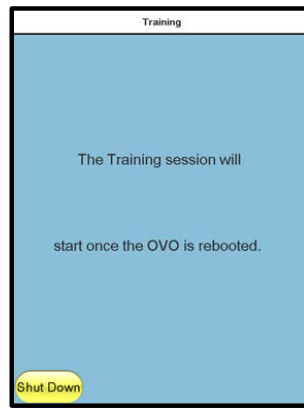 Training
The Training session will
start once the OVO is rebooted.
Shut Down